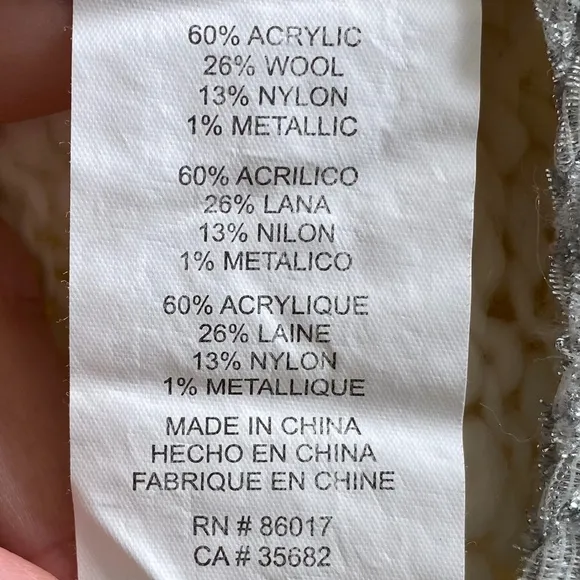 60% ACRYLIC
26% WOOL
13% NYLON
1% METALLIC
60% ACRILICO
26% LANA
13% NILON
1% METALICO
60% ACRYLIQUE
26% LAINE
13% NYLON
1% METALLIQUE
MADE IN CHINA
HECHO EN CHINA
FABRIQUE EN CHINE
RN # 86017
CA # 35682